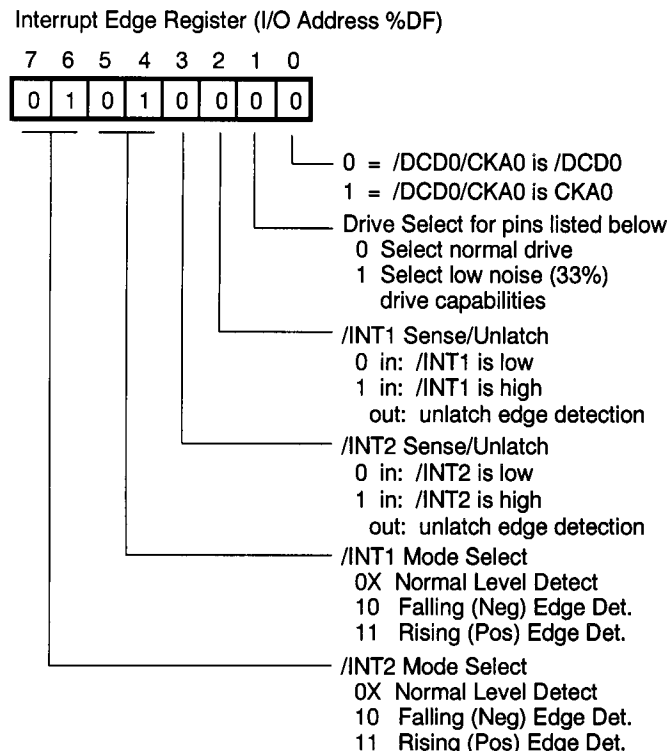 Interrupt Edge Register (I/O Address %DF)
7 6 5 4 3 2 1 0
0 1 0 1 0 0 0 0
0 = /DCD0/CKA0 is /DCD0
1 = /DCD0/CKA0 is CKA0
Drive Select for pins listed below
0 Select normal drive
1 Select low noise (33%)
drive capabilities
/INT1 Sense/Unlatch
0 in: /INT1 is low
1 in: /INT1 is high
out: unlatch edge detection
/INT2 Sense/Unlatch
0 in: /INT2 is low
1 in: /INT2 is high
out: unlatch edge detection
/INT1 Mode Select
0X Normal Level Detect
10 Falling (Neg) Edge Det.
11 Rising (Pos) Edge Det.
/INT2 Mode Select
0X Normal Level Detect
10 Falling (Neg) Edge Det.
11 Rising (Pos) Edge Det.